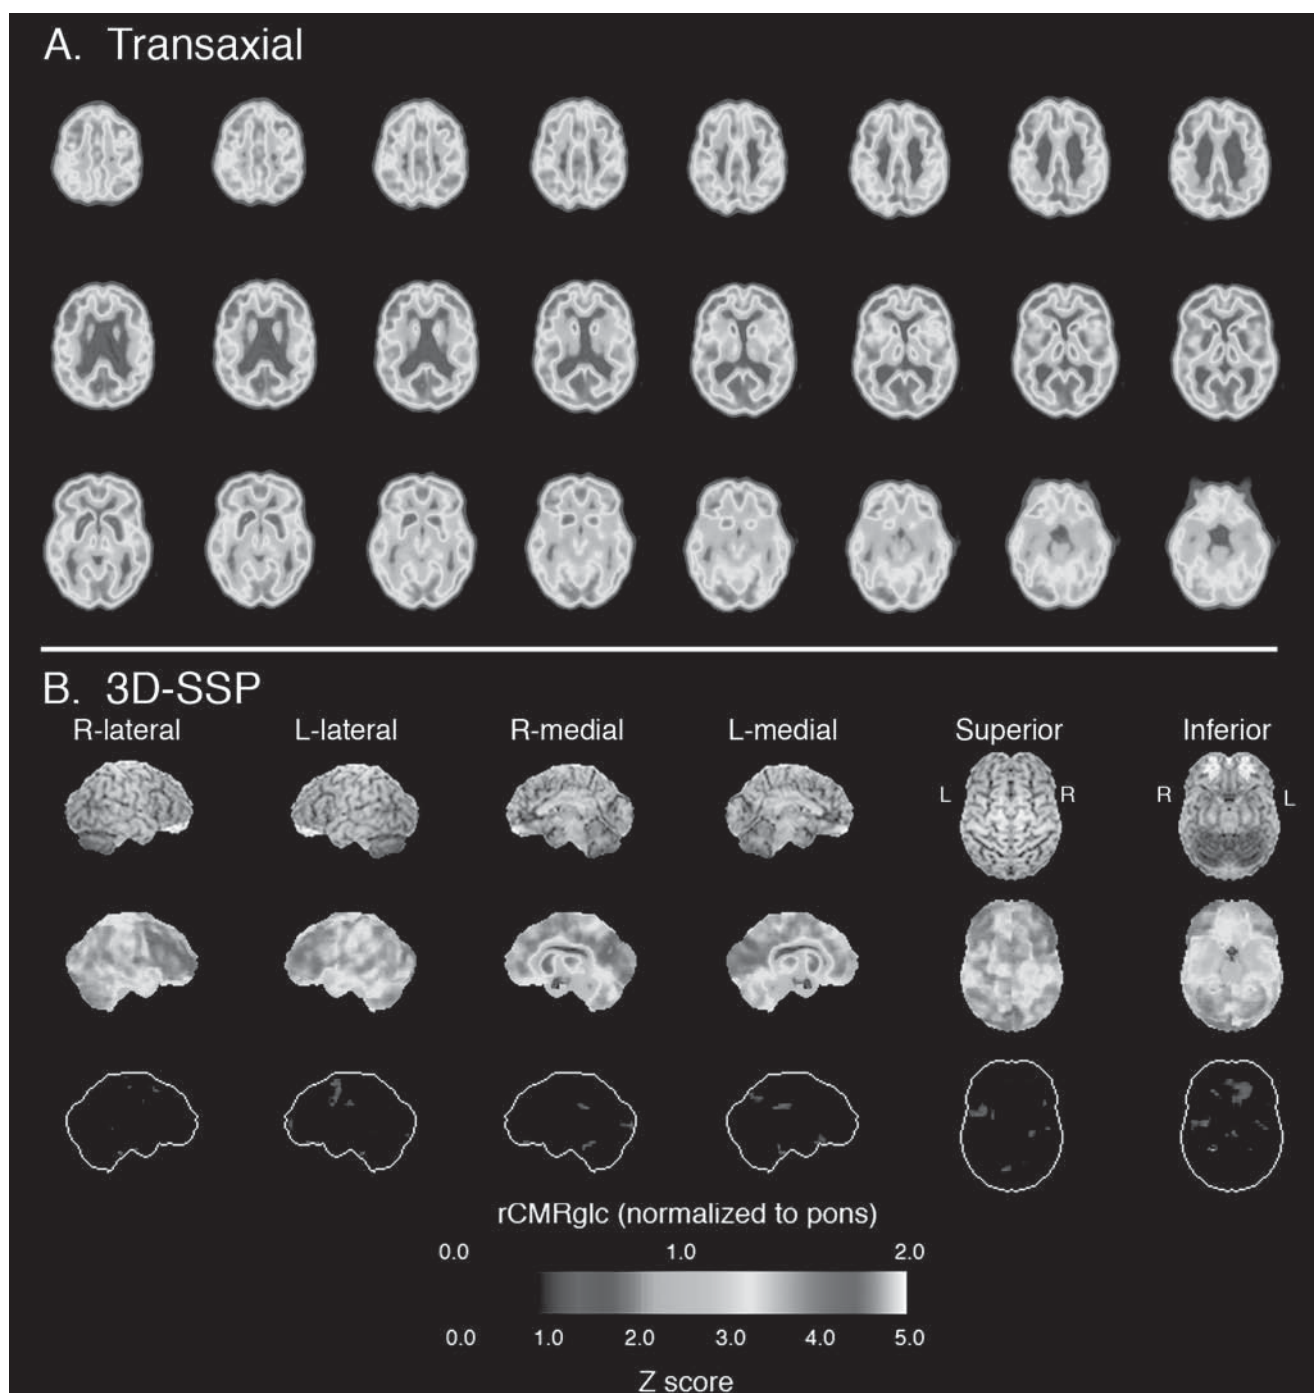 A. Transaxial
B. 3D-SSP
R-lateral L-lateral R-medial L-medial Superior Inferior
L R R L
rCMRglc (normalized to pons)
0.0 1.0 2.0
0.0 1.0 2.0 3.0 4.0 5.0
Z score